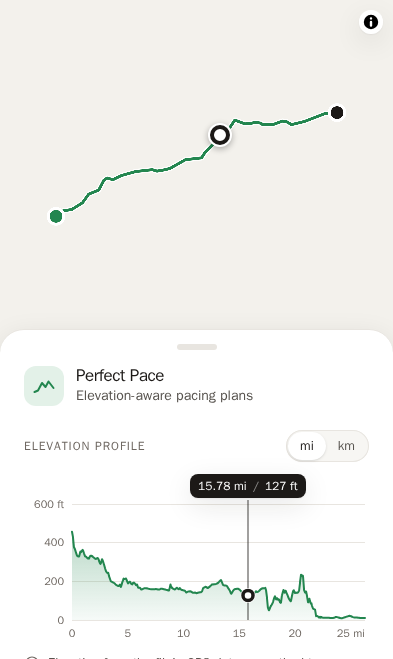 Perfect Pace
Elevation-aware pacing plans
ELEVATION PROFILE
mi
km
15.78 mi / 127 ft
600 ft
400
200
0
0 5 10 15 20 25 mi